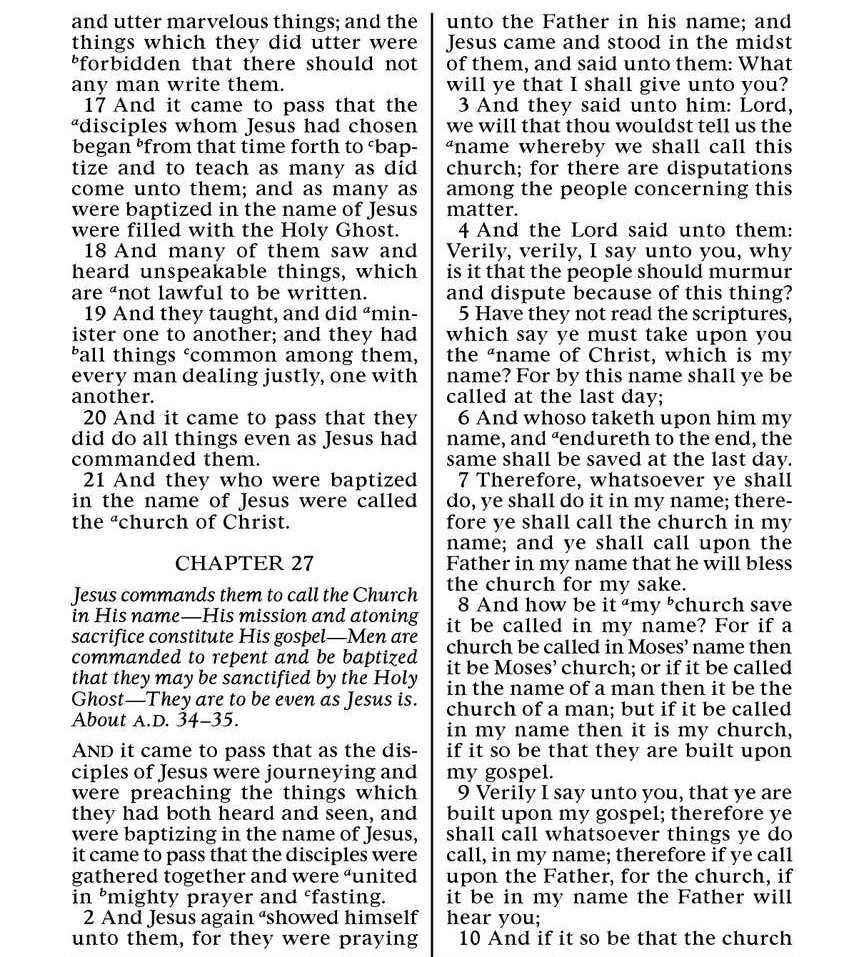 and utter marvelous things; and the
things which they did utter were
ᵇforbidden that there should not
any man write them.
17 And it came to pass that the
ᵃdisciples whom Jesus had chosen
began ᵇfrom that time forth to ᶜbap-
tize and to teach as many as did
come unto them; and as many as
were baptized in the name of Jesus
were filled with the Holy Ghost.
18 And many of them saw and
heard unspeakable things, which
are ᵃnot lawful to be written.
19 And they taught, and did ᵃmin-
ister one to another; and they had
ᵇall things ᶜcommon among them,
every man dealing justly, one with
another.
20 And it came to pass that they
did do all things even as Jesus had
commanded them.
21 And they who were baptized
in the name of Jesus were called
the ᵃchurch of Christ.
CHAPTER 27
Jesus commands them to call the Church
in His name—His mission and atoning
sacrifice constitute His gospel—Men are
commanded to repent and be baptized
that they may be sanctified by the Holy
Ghost—They are to be even as Jesus is.
About A.D. 34–35.
AND it came to pass that as the dis-
ciples of Jesus were journeying and
were preaching the things which
they had both heard and seen, and
were baptizing in the name of Jesus,
it came to pass that the disciples were
gathered together and were ᵃunited
in ᵇmighty prayer and ᶜfasting.
2 And Jesus again ᵃshowed himself
unto them, for they were praying
unto the Father in his name; and
Jesus came and stood in the midst
of them, and said unto them: What
will ye that I shall give unto you?
3 And they said unto him: Lord,
we will that thou wouldst tell us the
ᵃname whereby we shall call this
church; for there are disputations
among the people concerning this
matter.
4 And the Lord said unto them:
Verily, verily, I say unto you, why
is it that the people should murmur
and dispute because of this thing?
5 Have they not read the scriptures,
which say ye must take upon you
the ᵃname of Christ, which is my
name? For by this name shall ye be
called at the last day;
6 And whoso taketh upon him my
name, and ᵃendureth to the end, the
same shall be saved at the last day.
7 Therefore, whatsoever ye shall
do, ye shall do it in my name; there-
fore ye shall call the church in my
name; and ye shall call upon the
Father in my name that he will bless
the church for my sake.
8 And how be it ᵃmy ᵇchurch save
it be called in my name? For if a
church be called in Moses’ name then
it be Moses’ church; or if it be called
in the name of a man then it be the
church of a man; but if it be called
in my name then it is my church,
if it so be that they are built upon
my gospel.
9 Verily I say unto you, that ye are
built upon my gospel; therefore ye
shall call whatsoever things ye do
call, in my name; therefore if ye call
upon the Father, for the church, if
it be in my name the Father will
hear you;
10 And if it so be that the church